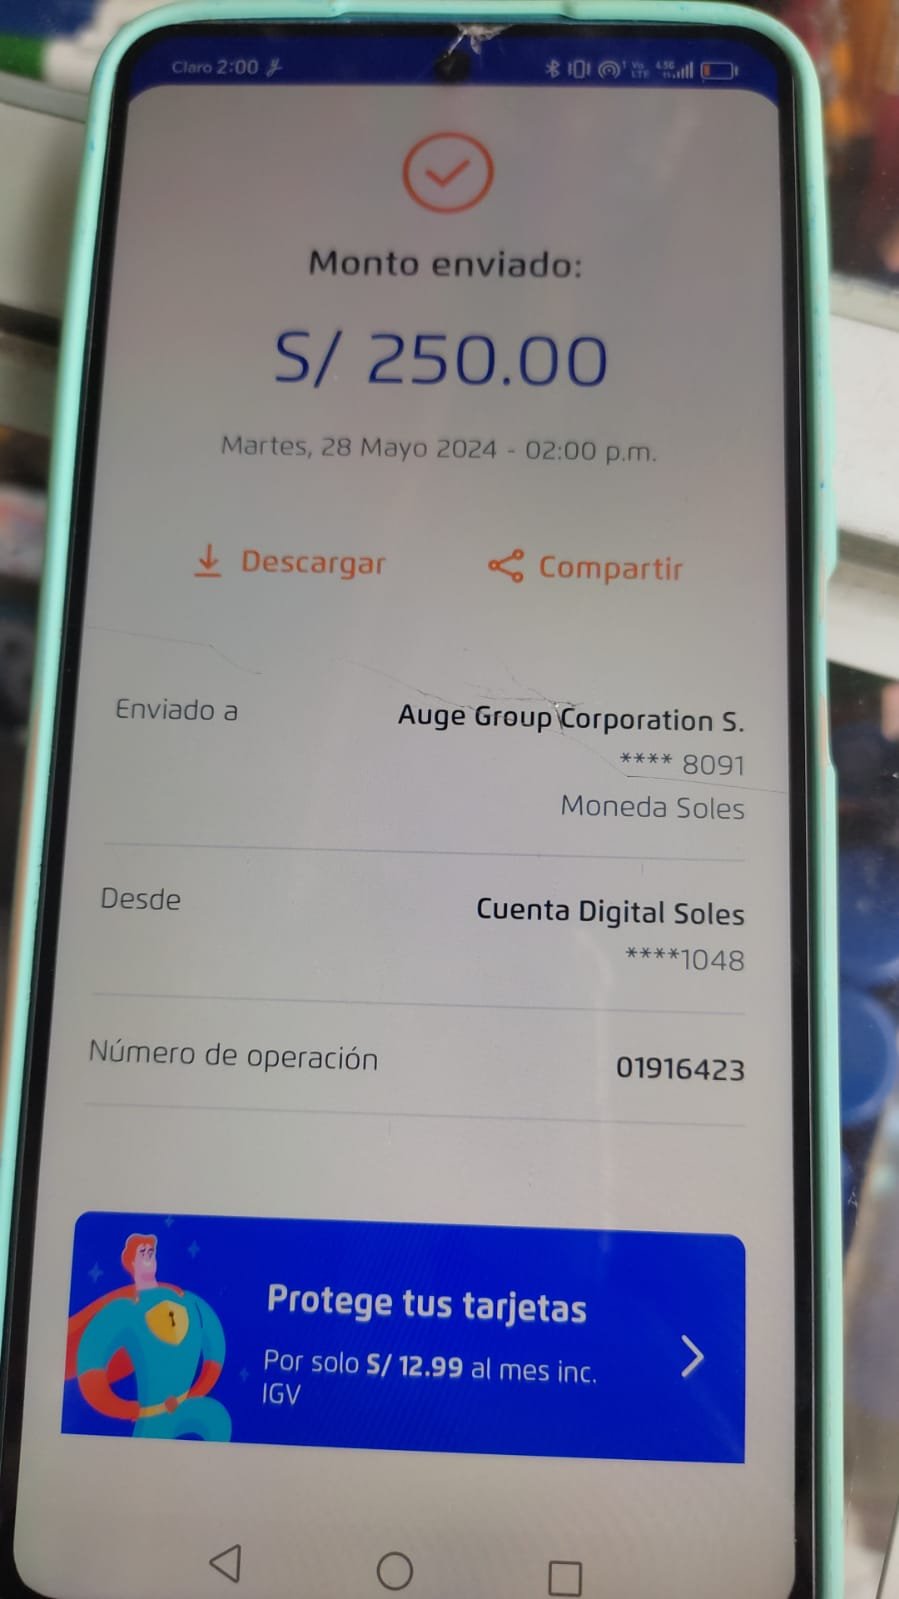 Claro 2:00
Monto enviado:
S/ 250.00
Martes, 28 Mayo 2024 - 02:00 p.m.
Descargar Compartir
Enviado a Auge Group Corporation S.
**** 8091
Moneda Soles
Desde Cuenta Digital Soles
****1048
Número de operación 01916423
Protege tus tarjetas
Por solo S/ 12.99 al mes inc.
IGV